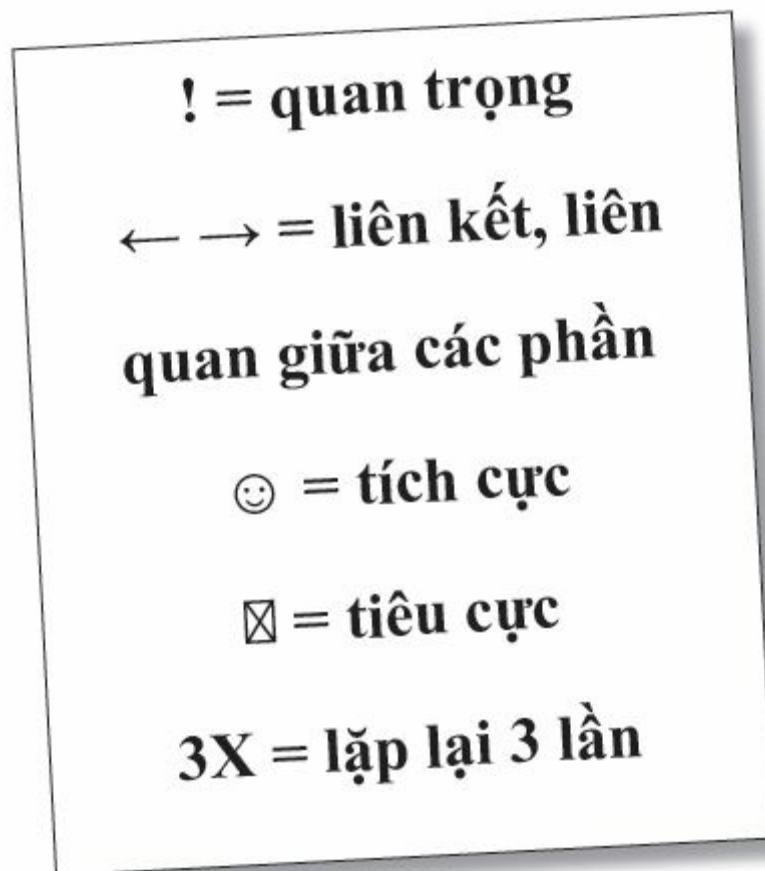 ! = quan trọng
← → = liên kết, liên
quan giữa các phần
☺ = tích cực
☒ = tiêu cực
3X = lặp lại 3 lần